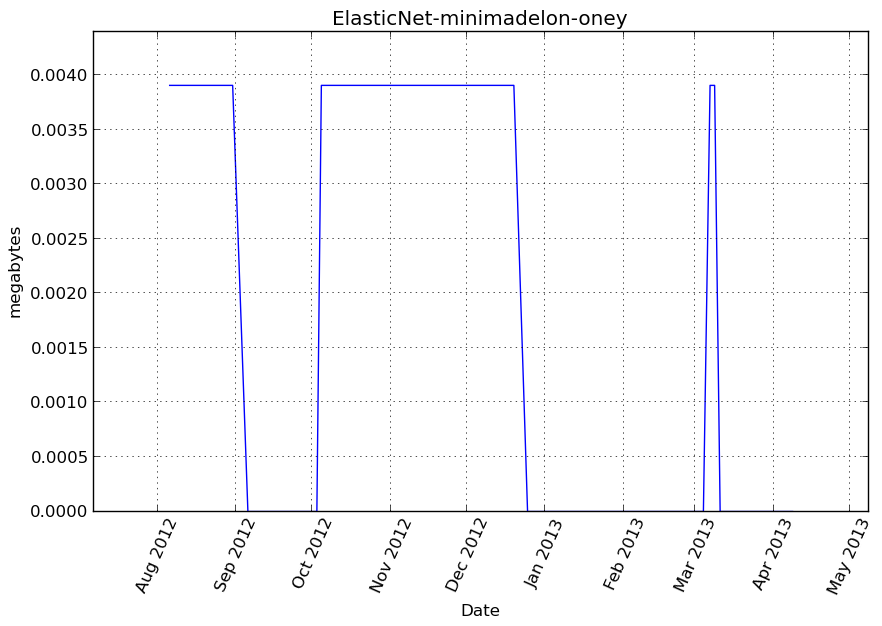 ElasticNet-minimadelon-oney
0.0040
0.0035
0.0030
0.0025
0.0020
0.0015
0.0010
0.0005
0.0000
megabytes
Aug 2012
Sep 2012
Oct 2012
Nov 2012
Dec 2012
Jan 2013
Feb 2013
Mar 2013
Apr 2013
May 2013
Date